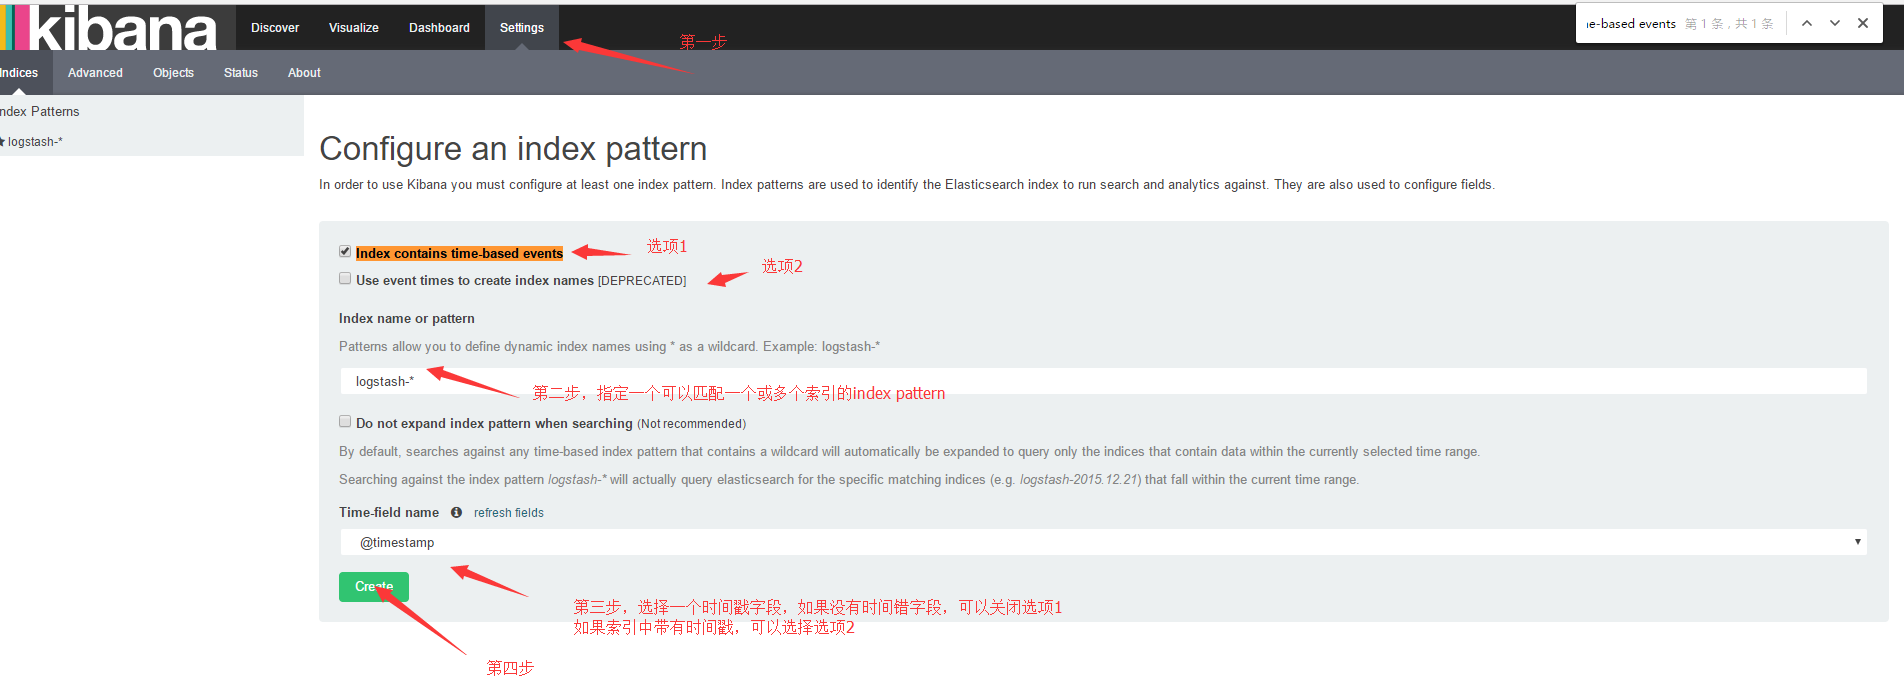 kibana
Discover
Visualize
Dashboard
Settings
第一步
ne-based events 第 1 条，共 1 条
ndices
Advanced
Objects
Status
About
ndex Patterns
★ logstash-*
Configure an index pattern
In order to use Kibana you must configure at least one index pattern. Index patterns are used to identify the Elasticsearch index to run search and analytics against. They are also used to configure fields.
Index contains time-based events
选项1
Use event times to create index names [DEPRECATED]
选项2
Index name or pattern
Patterns allow you to define dynamic index names using * as a wildcard. Example: logstash-*
logstash-*
第二步，指定一个可以匹配一个或多个索引的index pattern
Do not expand index pattern when searching (Not recommended)
By default, searches against any time-based index pattern that contains a wildcard will automatically be expanded to query only the indices that contain data within the currently selected time range.
Searching against the index pattern logstash-* will actually query elasticsearch for the specific matching indices (e.g. logstash-2015.12.21) that fall within the current time range.
Time-field name refresh fields
@timestamp
Create
第三步，选择一个时间戳字段，如果没有时间错字段，可以关闭选项1
如果索引中带有时间戳，可以选择选项2
第四步